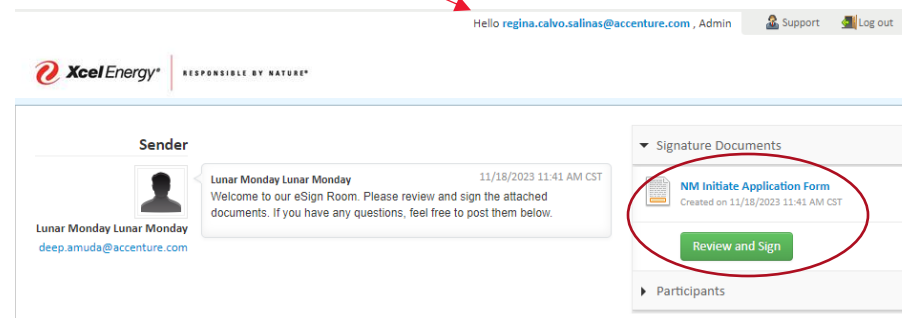 Hello regina.calvo.salinas@accenture.com , Admin Support Log out
Xcel Energy® RESPONSIBLE BY NATURE®
Sender
Lunar Monday Lunar Monday 11/18/2023 11:41 AM CST
Welcome to our eSign Room. Please review and sign the attached
documents. If you have any questions, feel free to post them below.
Lunar Monday Lunar Monday
deep.amuda@accenture.com
Signature Documents
NM Initiate Application Form
Created on 11/18/2023 11:41 AM CST
Review and Sign
Participants